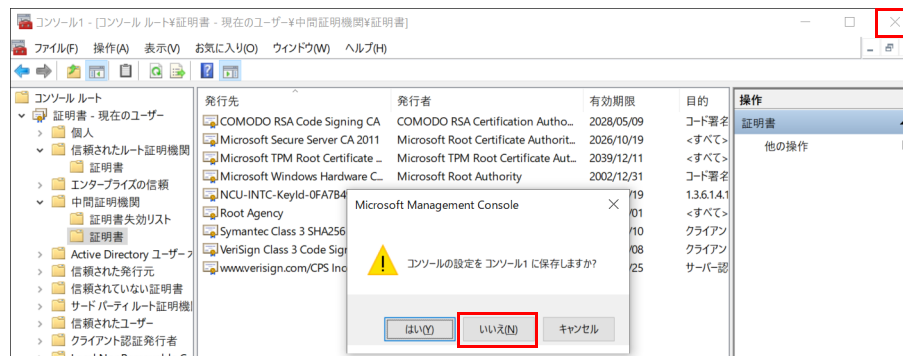 コンソール1 - [コンソール ルート¥証明書 - 現在のユーザー¥中間証明機関¥証明書]
ファイル(F) 操作(A) 表示(V) お気に入り(O) ウィンドウ(W) ヘルプ(H)
コンソール ルート
証明書 - 現在のユーザー
個人
信頼されたルート証明機関
証明書
エンタープライズの信頼
中間証明機関
証明書失効リスト
証明書
Active Directory ユーザー
信頼された発行元
信頼されていない証明書
サード パーティ ルート証明機
信頼されたユーザー
クライアント認証発行者
発行先 発行者 有効期限 目的
COMODO RSA Code Signing CA COMODO RSA Certification Autho... 2028/05/09 コード署名
Microsoft Secure Server CA 2011 Microsoft Root Certificate Authorit... 2026/10/19 <すべて>
Microsoft TPM Root Certificate ... Microsoft TPM Root Certificate Aut... 2039/12/11 <すべて>
Microsoft Windows Hardware C... Microsoft Root Authority 2002/12/31 コード署名
NCU-INTC-KeyId-0FA7B4 /19 1.3.6.1.4.1
Root Agency /01 <すべて>
Symantec Class 3 SHA256 /10 クライアン
VeriSign Class 3 Code Sigr /08 クライアン
www.verisign.com/CPS Inc /25 サーバー認
操作
証明書
他の操作
Microsoft Management Console
コンソールの設定を コンソール1 に保存しますか?
はい(Y) いいえ(N) キャンセル